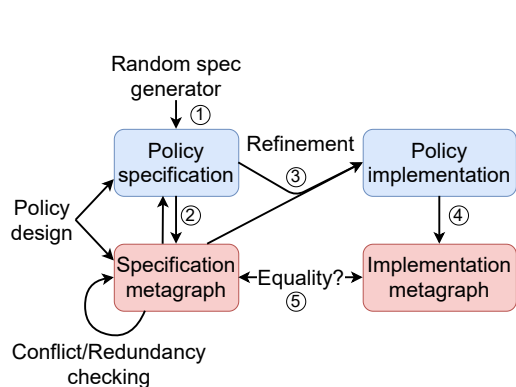 Random spec
generator
①
Policy
specification
Refinement
Policy
implementation
③
②
④
Policy
design
Specification
metagraph
Equality?
⑤
Implementation
metagraph
Conflict/Redundancy
checking